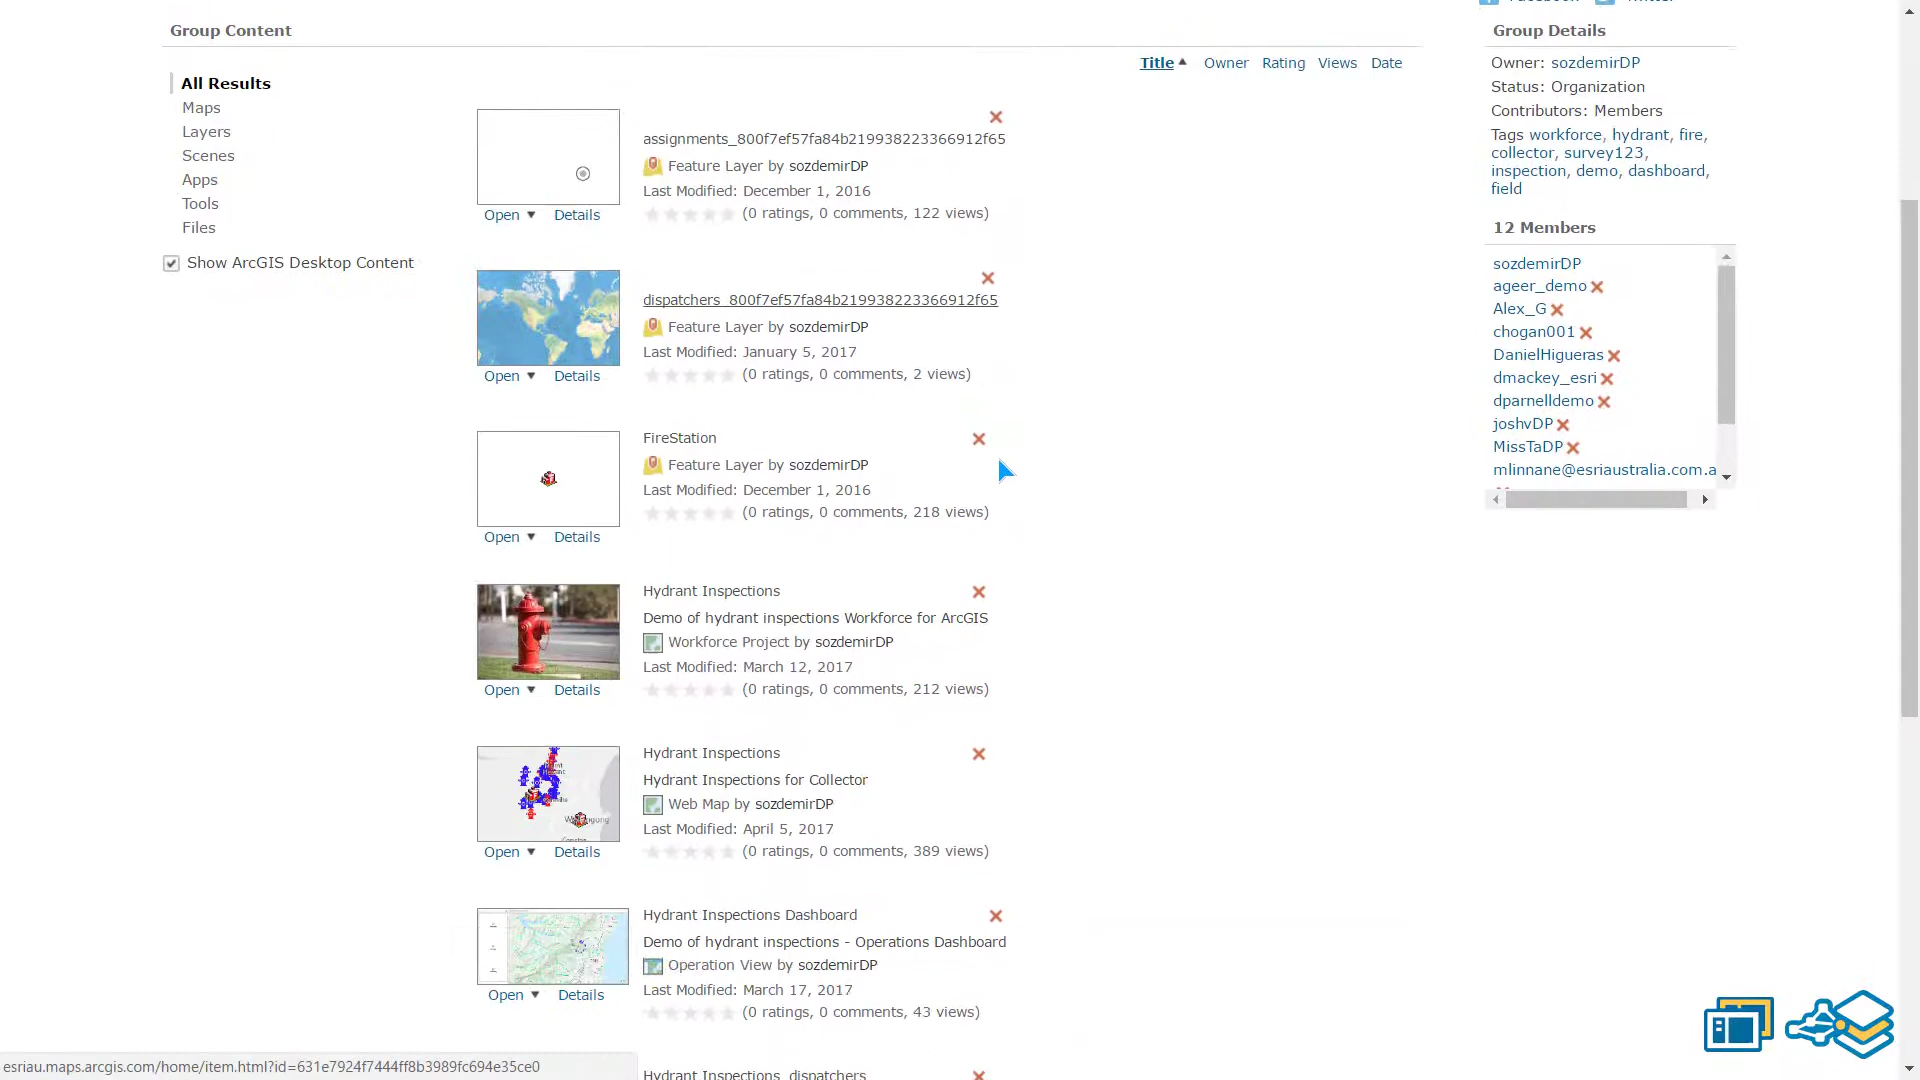 Group Content
Title Owner Rating Views Date
All Results
Maps
Layers
Scenes
Apps
Tools
Files
Show ArcGIS Desktop Content
assignments_800f7ef57fa84b219938223366912f65
Feature Layer by sozdemirDP
Last Modified: December 1, 2016
(0 ratings, 0 comments, 122 views)
Open Details
dispatchers_800f7ef57fa84b219938223366912f65
Feature Layer by sozdemirDP
Last Modified: January 5, 2017
(0 ratings, 0 comments, 2 views)
Open Details
FireStation
Feature Layer by sozdemirDP
Last Modified: December 1, 2016
(0 ratings, 0 comments, 218 views)
Open Details
Hydrant Inspections
Demo of hydrant inspections Workforce for ArcGIS
Workforce Project by sozdemirDP
Last Modified: March 12, 2017
(0 ratings, 0 comments, 212 views)
Open Details
Hydrant Inspections
Hydrant Inspections for Collector
Web Map by sozdemirDP
Last Modified: April 5, 2017
(0 ratings, 0 comments, 389 views)
Open Details
Hydrant Inspections Dashboard
Demo of hydrant inspections - Operations Dashboard
Operation View by sozdemirDP
Last Modified: March 17, 2017
(0 ratings, 0 comments, 43 views)
Open Details
Hydrant Inspections_dispatchers
Group Details
Owner: sozdemirDP
Status: Organization
Contributors: Members
Tags workforce, hydrant, fire,
collector, survey123,
inspection, demo, dashboard,
field
12 Members
sozdemirDP
ageer_demo
Alex_G
chogan001
DanielHigueras
dmackey_esri
dparnelldemo
joshvDP
MissTaDP
mlinnane@esriaustralia.com.a
esriau.maps.arcgis.com/home/item.html?id=631e7924f7444ff8b3989fc694e35ce0